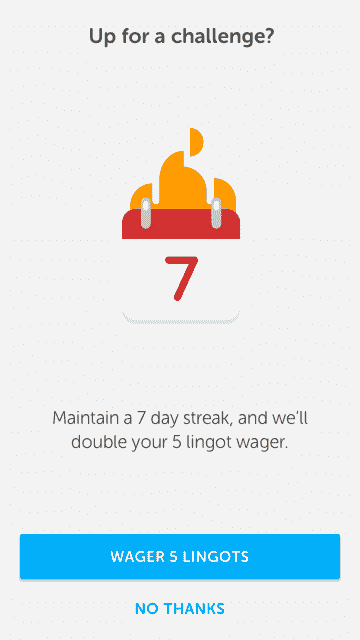 Up for a challenge?
7
Maintain a 7 day streak, and we'll
double your 5 lingot wager.
WAGER 5 LINGOTS
NO THANKS